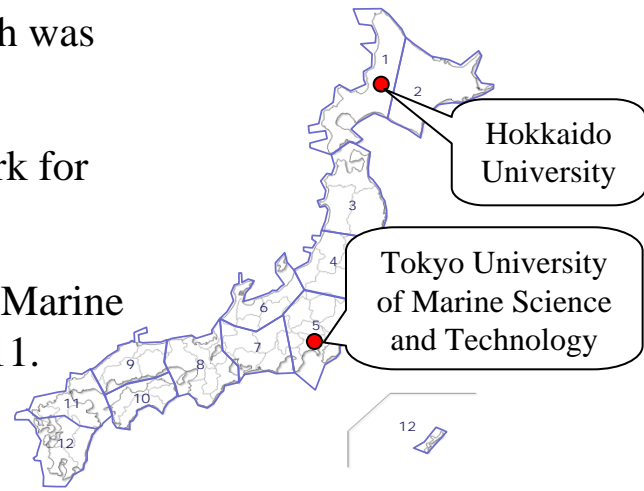 h was
rk for
Marine
11.
Hokkaido
University
Tokyo University
of Marine Science
and Technology
1
2
3
4
5
6
7
8
9
10
11
12
12